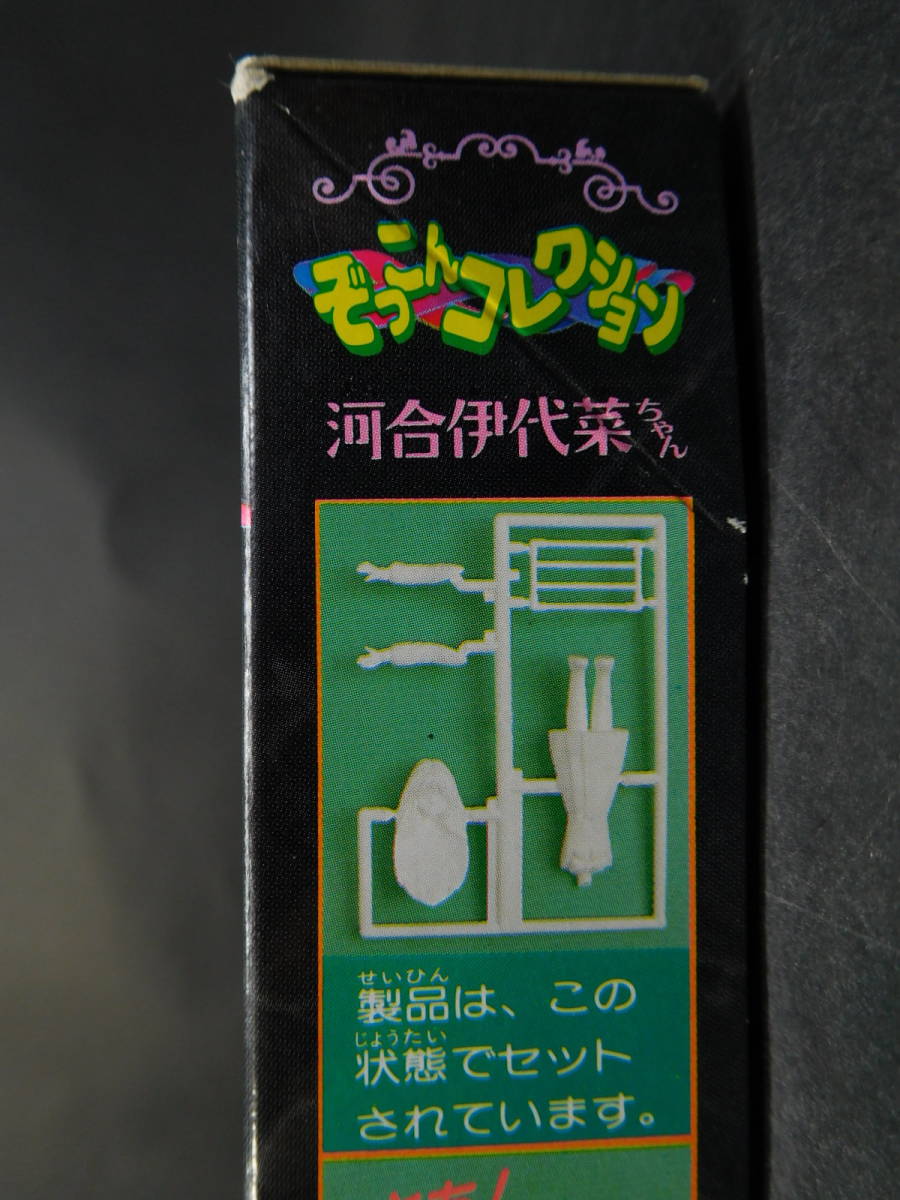 ぞっこんコレクション
河合伊代菜ちゃん
せいひん
製品は、この
じょうたい
状態でセット
されています。